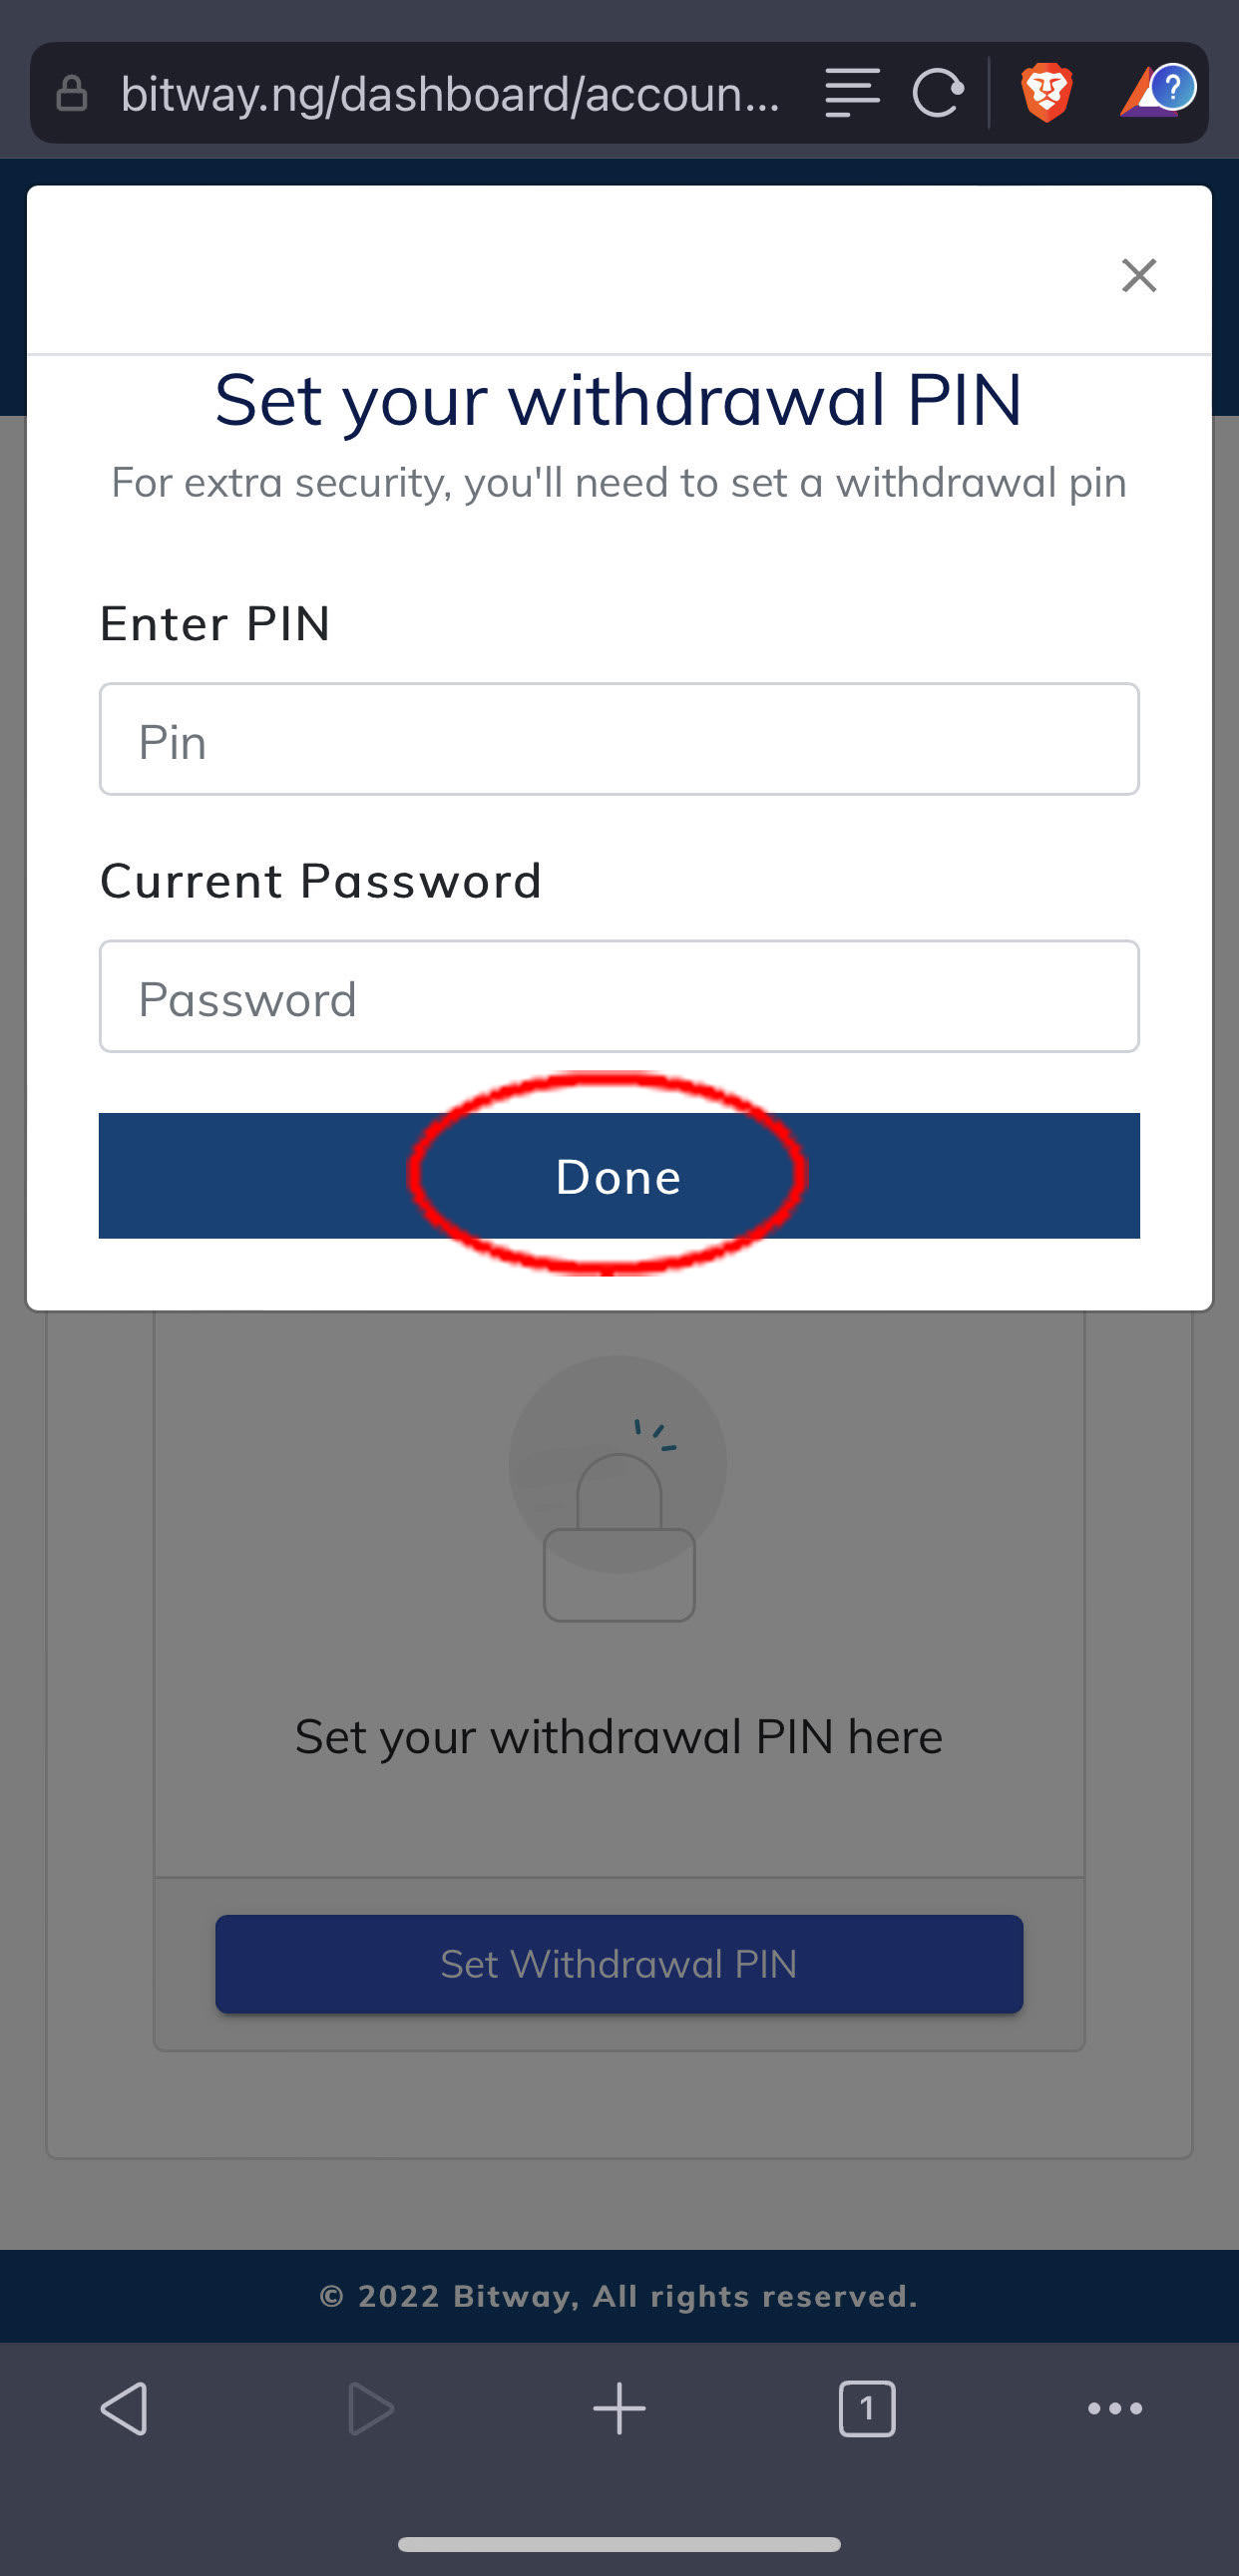 bitway.ng/dashboard/accoun...
?
Set your withdrawal PIN
For extra security, you'll need to set a withdrawal pin
Enter PIN
Pin
Current Password
Password
Done
Set your withdrawal PIN here
Set Withdrawal PIN
© 2022 Bitway, All rights reserved.
1